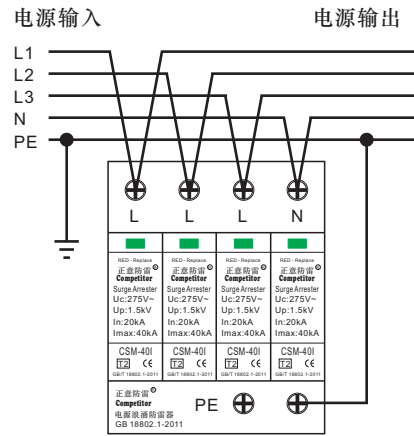 电源输入 电源输出
L1
L2
L3
N
PE
L L L N
RED - Replace RED - Replace RED - Replace RED - Replace
正意防雷® 正意防雷® 正意防雷® 正意防雷®
Competitor Competitor Competitor Competitor
Surge Arrester Surge Arrester Surge Arrester Surge Arrester
Uc:275V~ Uc:275V~ Uc:275V~ Uc:275V~
Up:1.5kV Up:1.5kV Up:1.5kV Up:1.5kV
In:20kA In:20kA In:20kA In:20kA
Imax:40kA Imax:40kA Imax:40kA Imax:40kA
CSM-40I CSM-40I CSM-40I CSM-40I
T2 CE T2 CE T2 CE T2 CE
GB/T 18802.1-2011 GB/T 18802.1-2011 GB/T 18802.1-2011 GB/T 18802.1-2011
正意防雷®
Competitor
PE
电源浪涌防雷器
GB 18802.1-2011